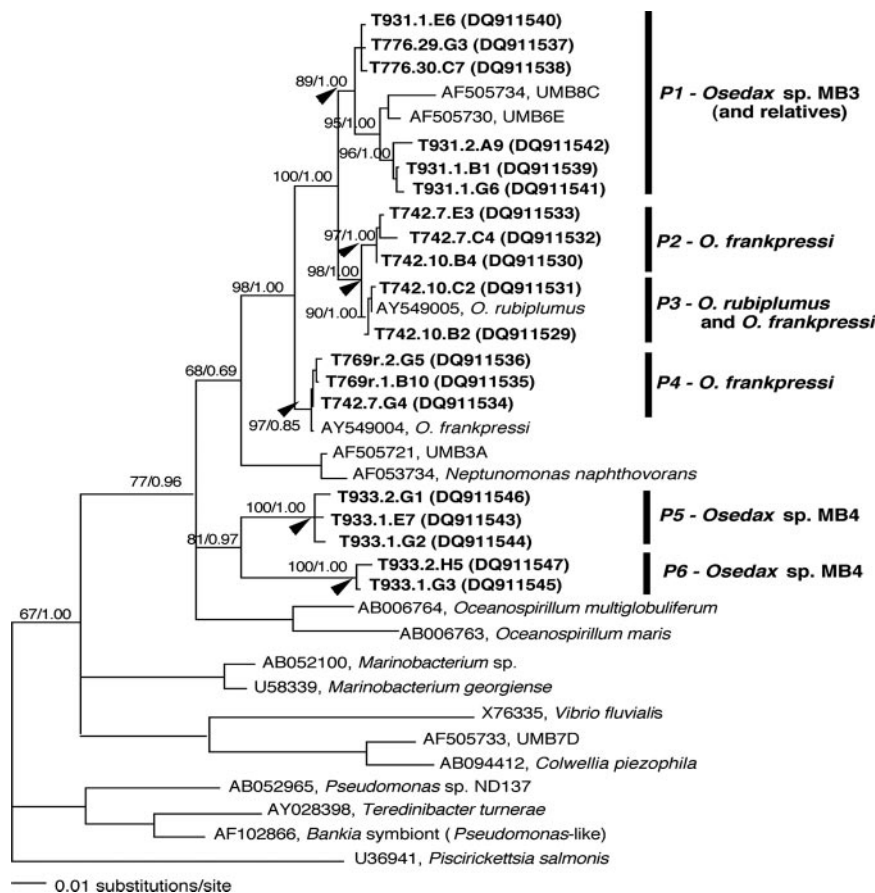 T931.1.E6 (DQ911540)
T776.29.G3 (DQ911537)
T776.30.C7 (DQ911538)
89/1.00
P1 - Osedax sp. MB3
(and relatives)
AF505734, UMB8C
95/1.00
AF505730, UMB6E
T931.2.A9 (DQ911542)
96/1.00
T931.1.B1 (DQ911539)
100/1.00
T931.1.G6 (DQ911541)
T742.7.E3 (DQ911533)
97/1.00
T742.7.C4 (DQ911532)
P2 - O. frankpressi
T742.10.B4 (DQ911530)
98/1.00
98/1.00
T742.10.C2 (DQ911531)
90/1.00
AY549005, O. rubiplumus
P3 - O. rubiplumus
and O. frankpressi
T742.10.B2 (DQ911529)
T769r.2.G5 (DQ911536)
68/0.69
T769r.1.B10 (DQ911535)
P4 - O. frankpressi
T742.7.G4 (DQ911534)
97/0.85
AY549004, O. frankpressi
AF505721, UMB3A
AF053734, Neptunomonas naphthovorans
77/0.96
T933.2.G1 (DQ911546)
100/1.00
T933.1.E7 (DQ911543)
P5 - Osedax sp. MB4
T933.1.G2 (DQ911544)
81/0.97
T933.2.H5 (DQ911547)
100/1.00
T933.1.G3 (DQ911545)
P6 - Osedax sp. MB4
AB006764, Oceanospirillum multiglobuliferum
67/1.00
AB006763, Oceanospirillum maris
AB052100, Marinobacterium sp.
U58339, Marinobacterium georgiense
X76335, Vibrio fluvialis
AF505733, UMB7D
AB094412, Colwellia piezophila
AB052965, Pseudomonas sp. ND137
AY028398, Teredinibacter turnerae
AF102866, Bankia symbiont (Pseudomonas-like)
U36941, Piscirickettsia salmonis
0.01 substitutions/site